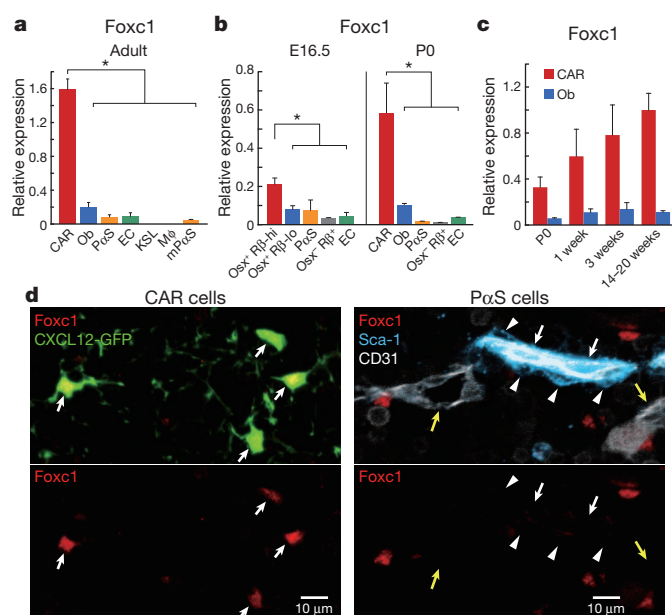 a
Foxc1
Adult
*
Relative expression
1.6
1.2
0.8
0.4
0
CAR
Ob
PαS
EC
KSL
Mϕ
mPαS
b
Foxc1
E16.5
P0
*
*
Relative expression
0.8
0.6
0.4
0.2
0
Osx⁺ Rβ-hi
Osx⁺ Rβ-lo
PαS
Osx⁻ Rβ⁺
EC
CAR
Ob
PαS
Osx⁻ Rβ⁺
EC
c
Foxc1
CAR
Ob
Relative expression
1.6
1.2
0.8
0.4
0
P0
1 week
3 weeks
14–20 weeks
d
CAR cells
PαS cells
Foxc1
CXCL12-GFP
Foxc1
Sca-1
CD31
Foxc1
10 μm
Foxc1
10 μm